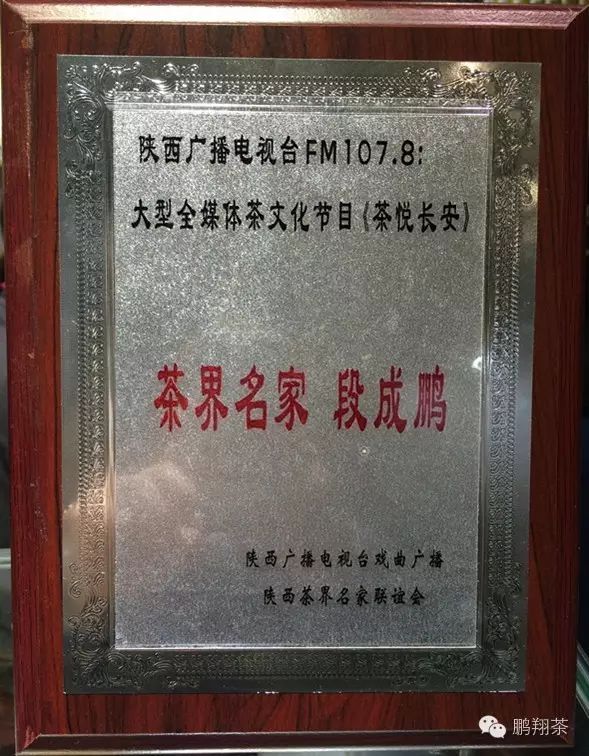 陕西广播电视台FM107.8:
大型全媒体茶文化节目《茶悦长安》
茶界名家 段成鹏
陕西广播电视台戏曲广播
陕西茶界名家联谊会
鹏翔茶